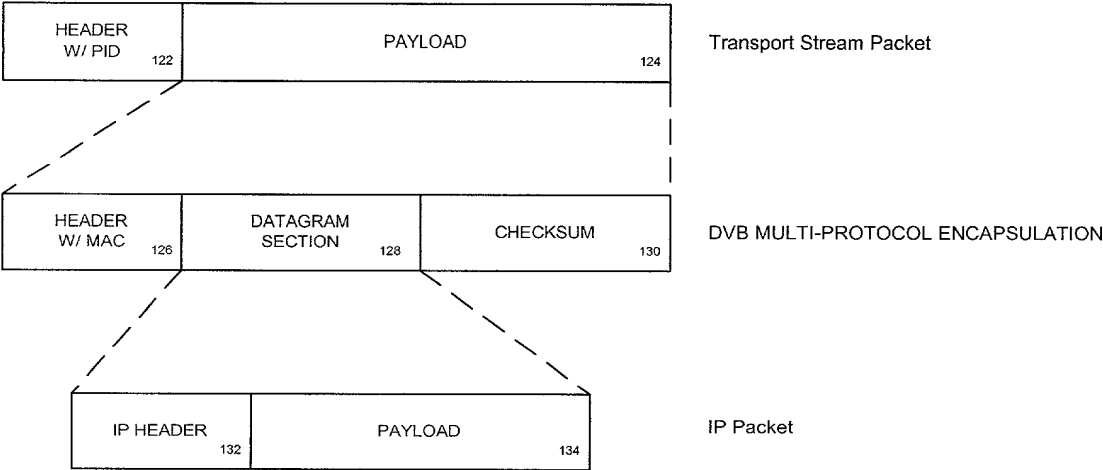 HEADER
W/ PID
122
PAYLOAD
124
Transport Stream Packet
HEADER
W/ MAC
126
DATAGRAM
SECTION
128
CHECKSUM
130
DVB MULTI-PROTOCOL ENCAPSULATION
IP HEADER
132
PAYLOAD
134
IP Packet